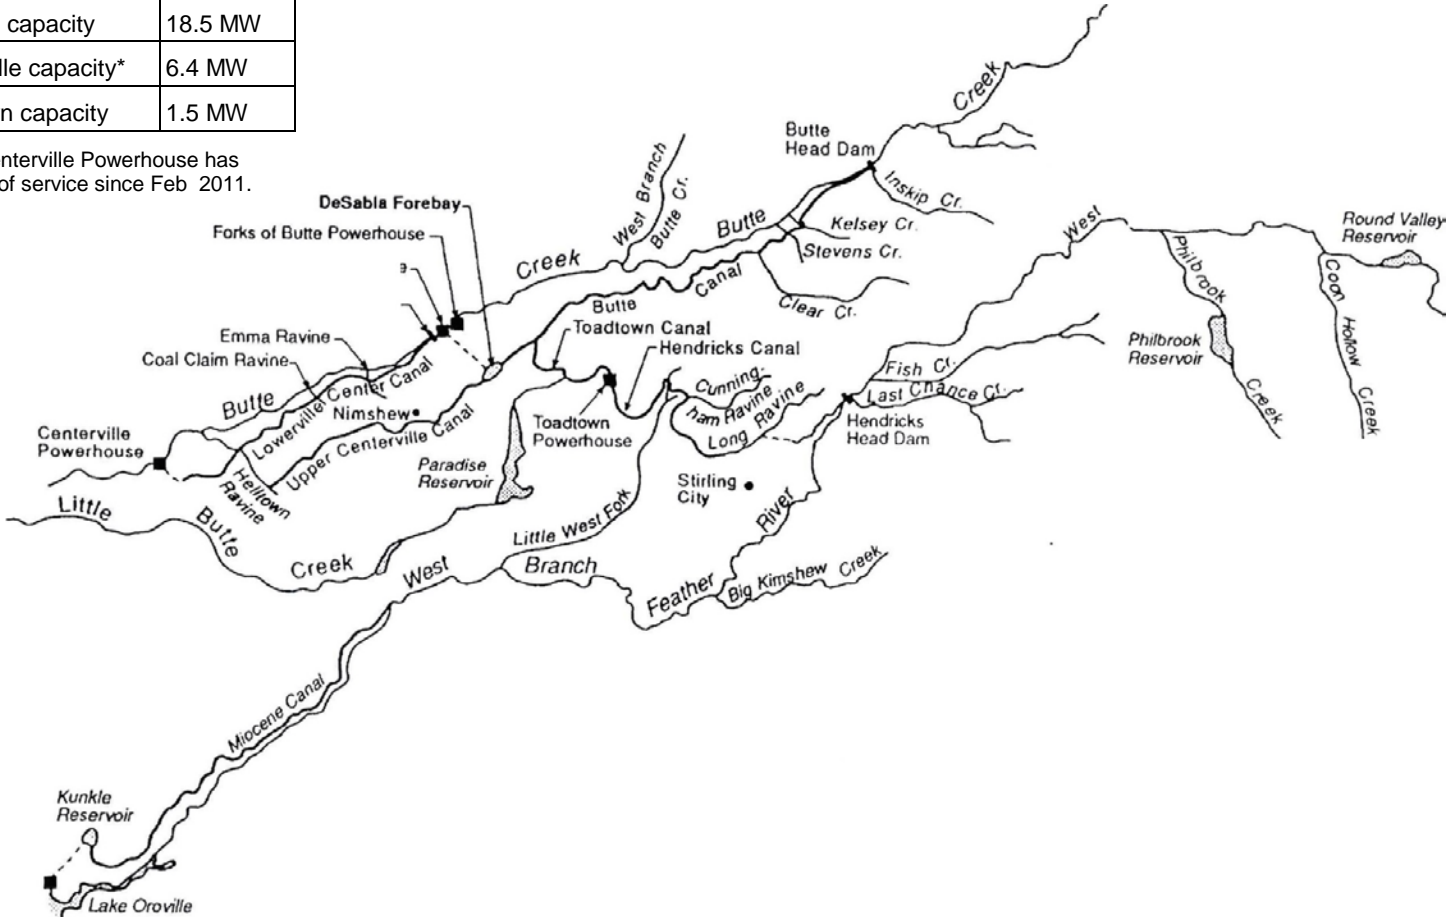 capacity 18.5 MW
lle capacity* 6.4 MW
n capacity 1.5 MW
enterville Powerhouse has
of service since Feb 2011.
Creek
Butte
Head Dam
Inskip Cr.
West Branch
Butte Cr.
DeSabla Forebay
Forks of Butte Powerhouse
e
Butte
Creek
Kelsey Cr.
Stevens Cr.
West
Round Valley
Reservoir
Philbrook
Creek
Coon Hollow Creek
Canal
Butte
Clear Cr.
Toadtown Canal
Hendricks Canal
Emma Ravine
Coal Claim Ravine
Philbrook
Reservoir
Fish Cr.
Last Chance Cr.
Cunning-
ham Ravine
Long Ravine
Butte
Lowerville Center Canal
Nimshew
Upper Centerville Canal
Centerville
Powerhouse
Toadtown
Powerhouse
Hendricks
Head Dam
Paradise
Reservoir
Stirling
City
Helltown
Ravine
Little
Butte
Creek
Little West Fork
River
West
Branch
Feather
Big Kimshew Creek
Miocene Canal
Kunkle
Reservoir
Lake Oroville